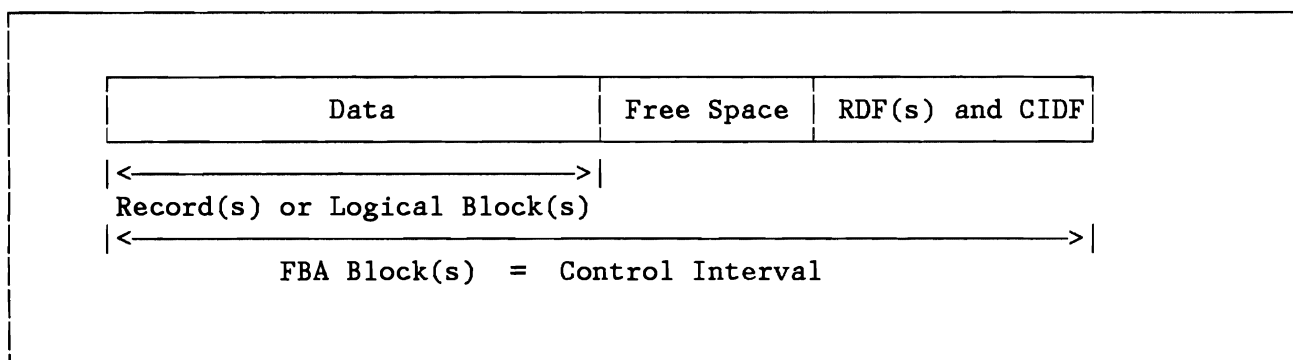 Data Free Space RDF(s) and CIDF
Record(s) or Logical Block(s)
FBA Block(s) = Control Interval